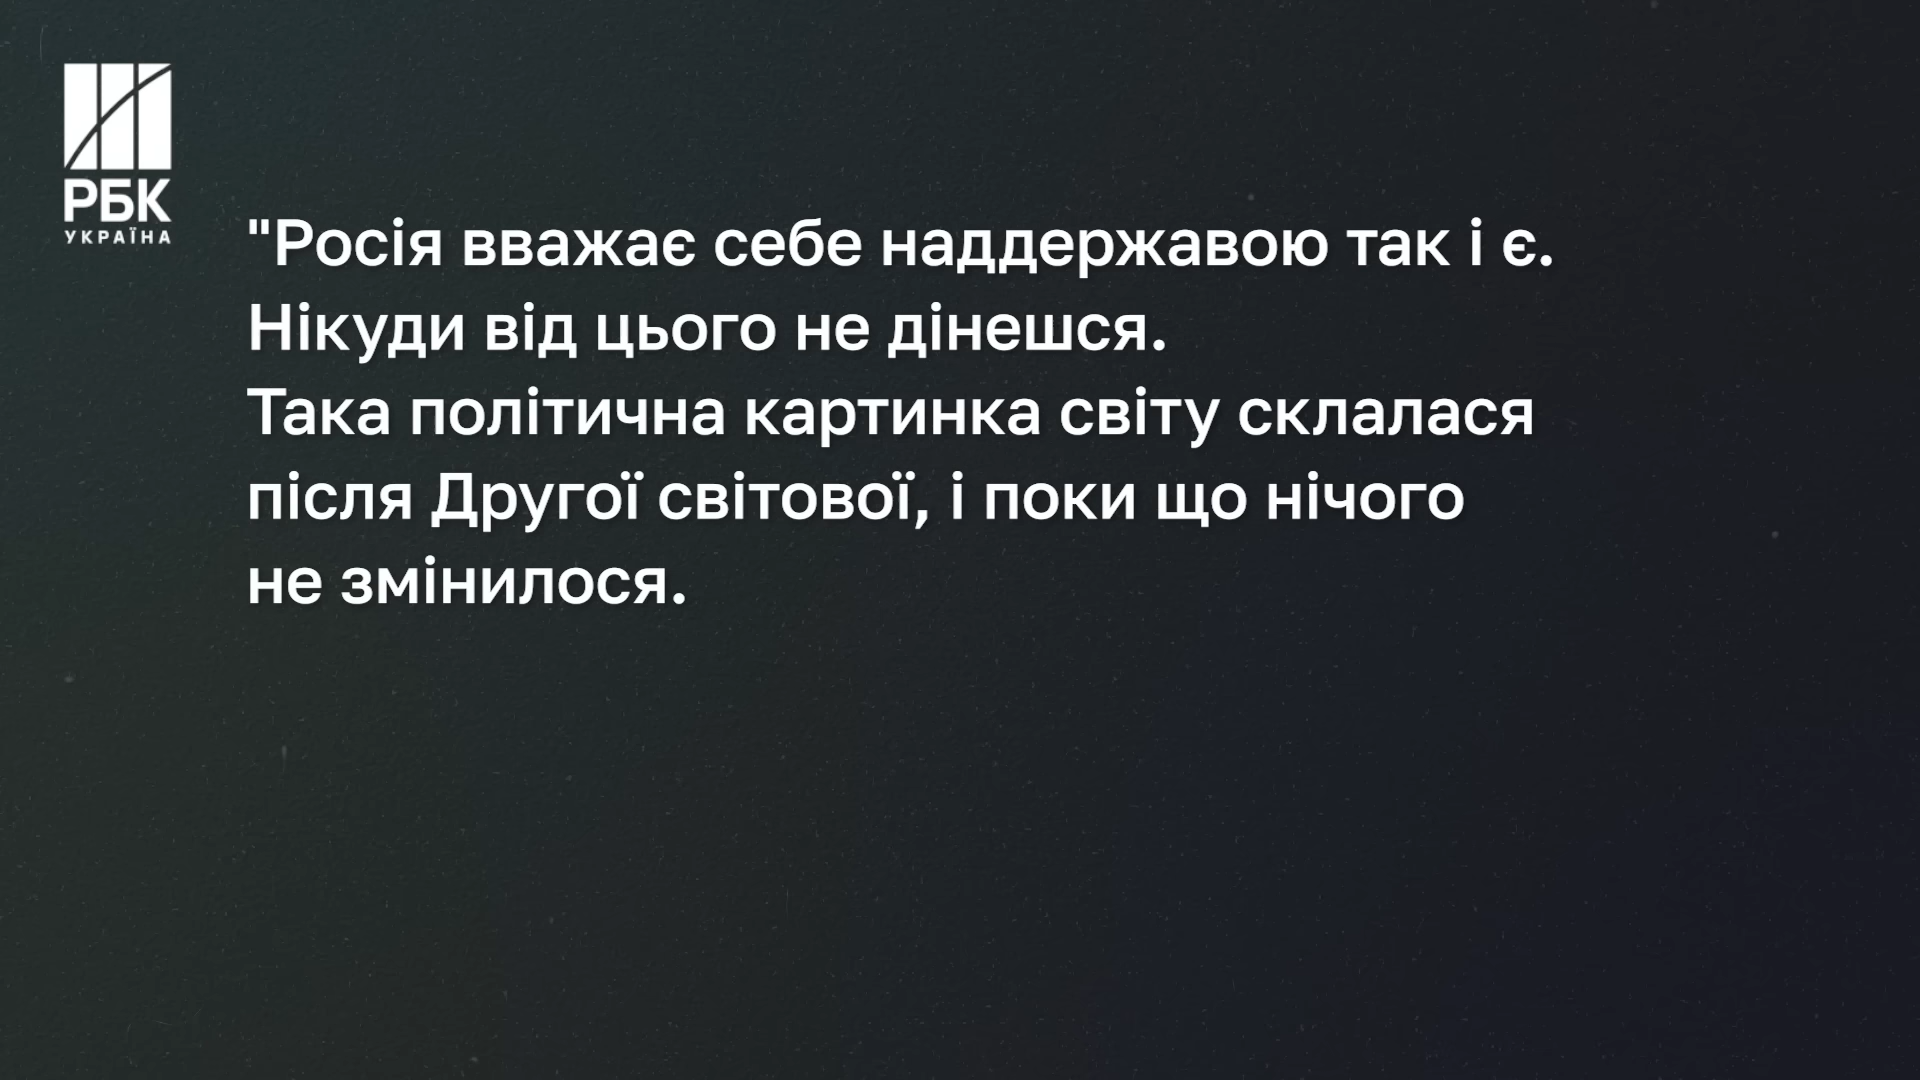 РБК
УКРАЇНА
"Росія вважає себе наддержавою так і є.
Нікуди від цього не дінешся.
Така політична картинка світу склалася
після Другої світової, і поки що нічого
не змінилося.